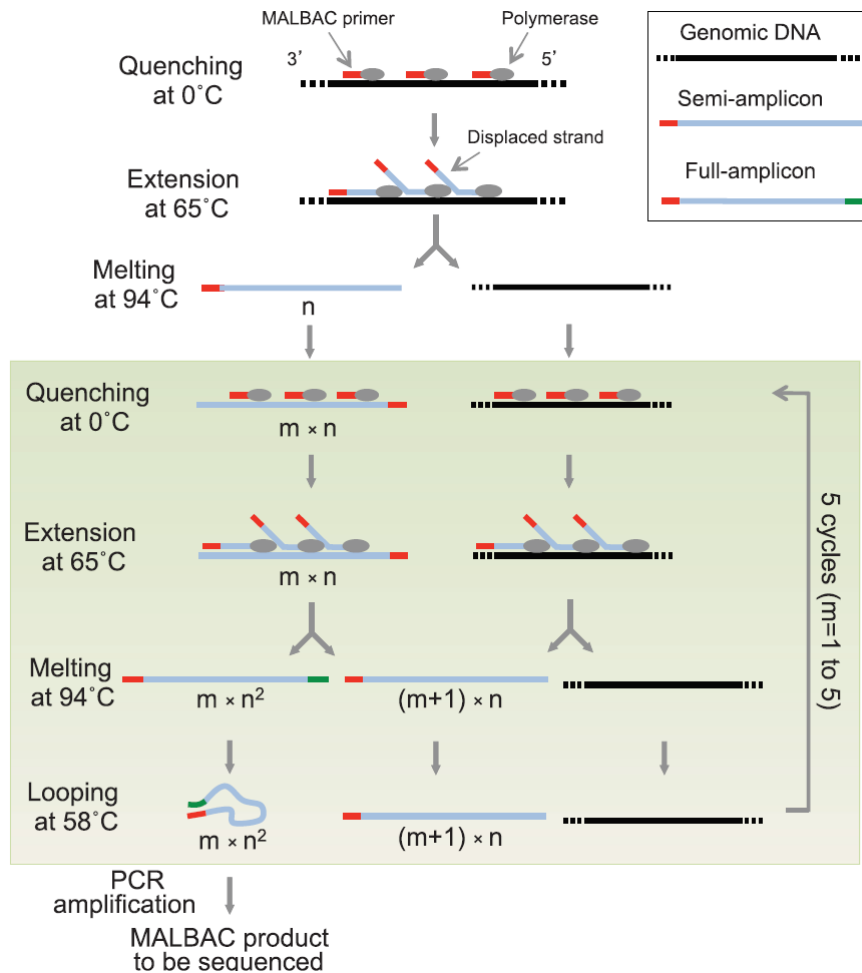 MALBAC primer
Polymerase
Genomic DNA
Semi-amplicon
Full-amplicon
3’
5’
Quenching
at 0˚C
Displaced strand
Extension
at 65˚C
Melting
at 94˚C
n
Quenching
at 0˚C
m × n
Extension
at 65˚C
m × n
5 cycles (m=1 to 5)
Melting
at 94˚C
m × n²
(m+1) × n
Looping
at 58˚C
m × n²
(m+1) × n
PCR
amplification
MALBAC product
to be sequenced